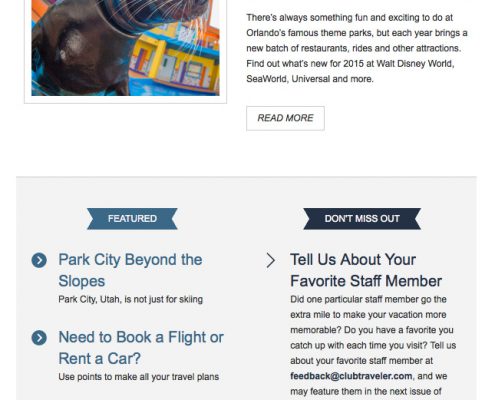 There's always something fun and exciting to do at
Orlando's famous theme parks, but each year brings a
new batch of restaurants, rides and other attractions.
Find out what's new for 2015 at Walt Disney World,
SeaWorld, Universal and more.
READ MORE
FEATURED
Park City Beyond the
Slopes
Park City, Utah, is not just for skiing
Need to Book a Flight or
Rent a Car?
Use points to make all your travel plans
DON'T MISS OUT
Tell Us About Your
Favorite Staff Member
Did one particular staff member go the
extra mile to make your vacation more
memorable? Do you have a favorite you
catch up with each time you visit? Tell us
about your favorite staff member at
feedback@clubtraveler.com, and we
may feature them in the next issue of